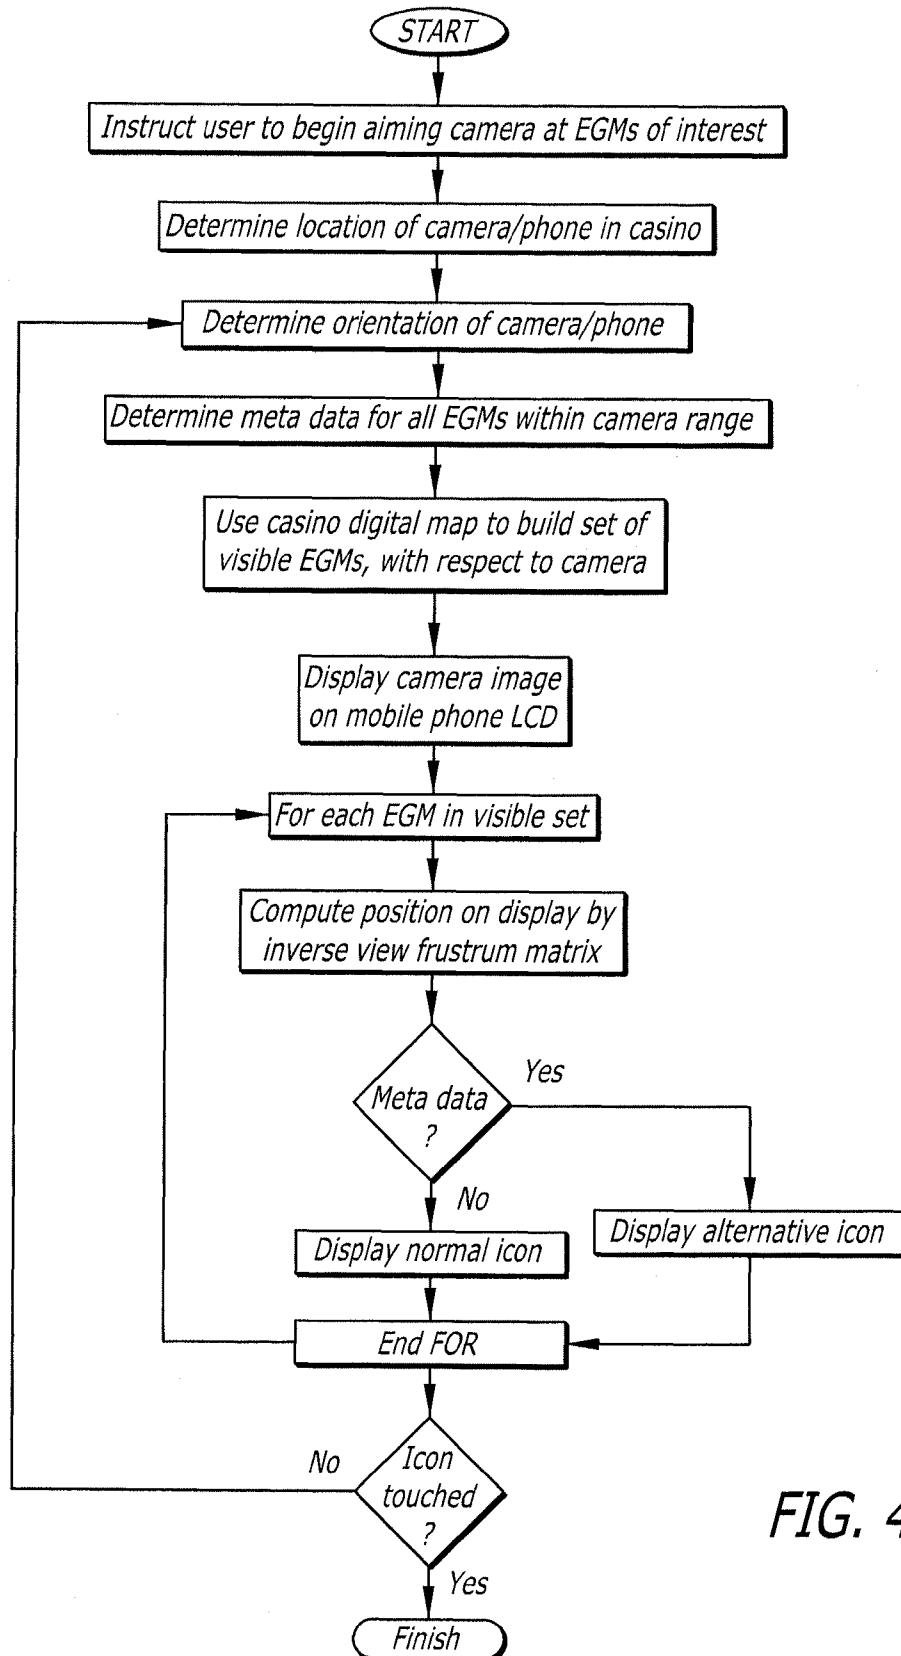 START
Instruct user to begin aiming camera at EGMs of interest
Determine location of camera/phone in casino
Determine orientation of camera/phone
Determine meta data for all EGMs within camera range
Use casino digital map to build set of
visible EGMs, with respect to camera
Display camera image
on mobile phone LCD
For each EGM in visible set
Compute position on display by
inverse view frustrum matrix
Meta data
?
Yes
No
Display normal icon
Display alternative icon
End FOR
Icon
touched
?
No
Yes
Finish
FIG. 4